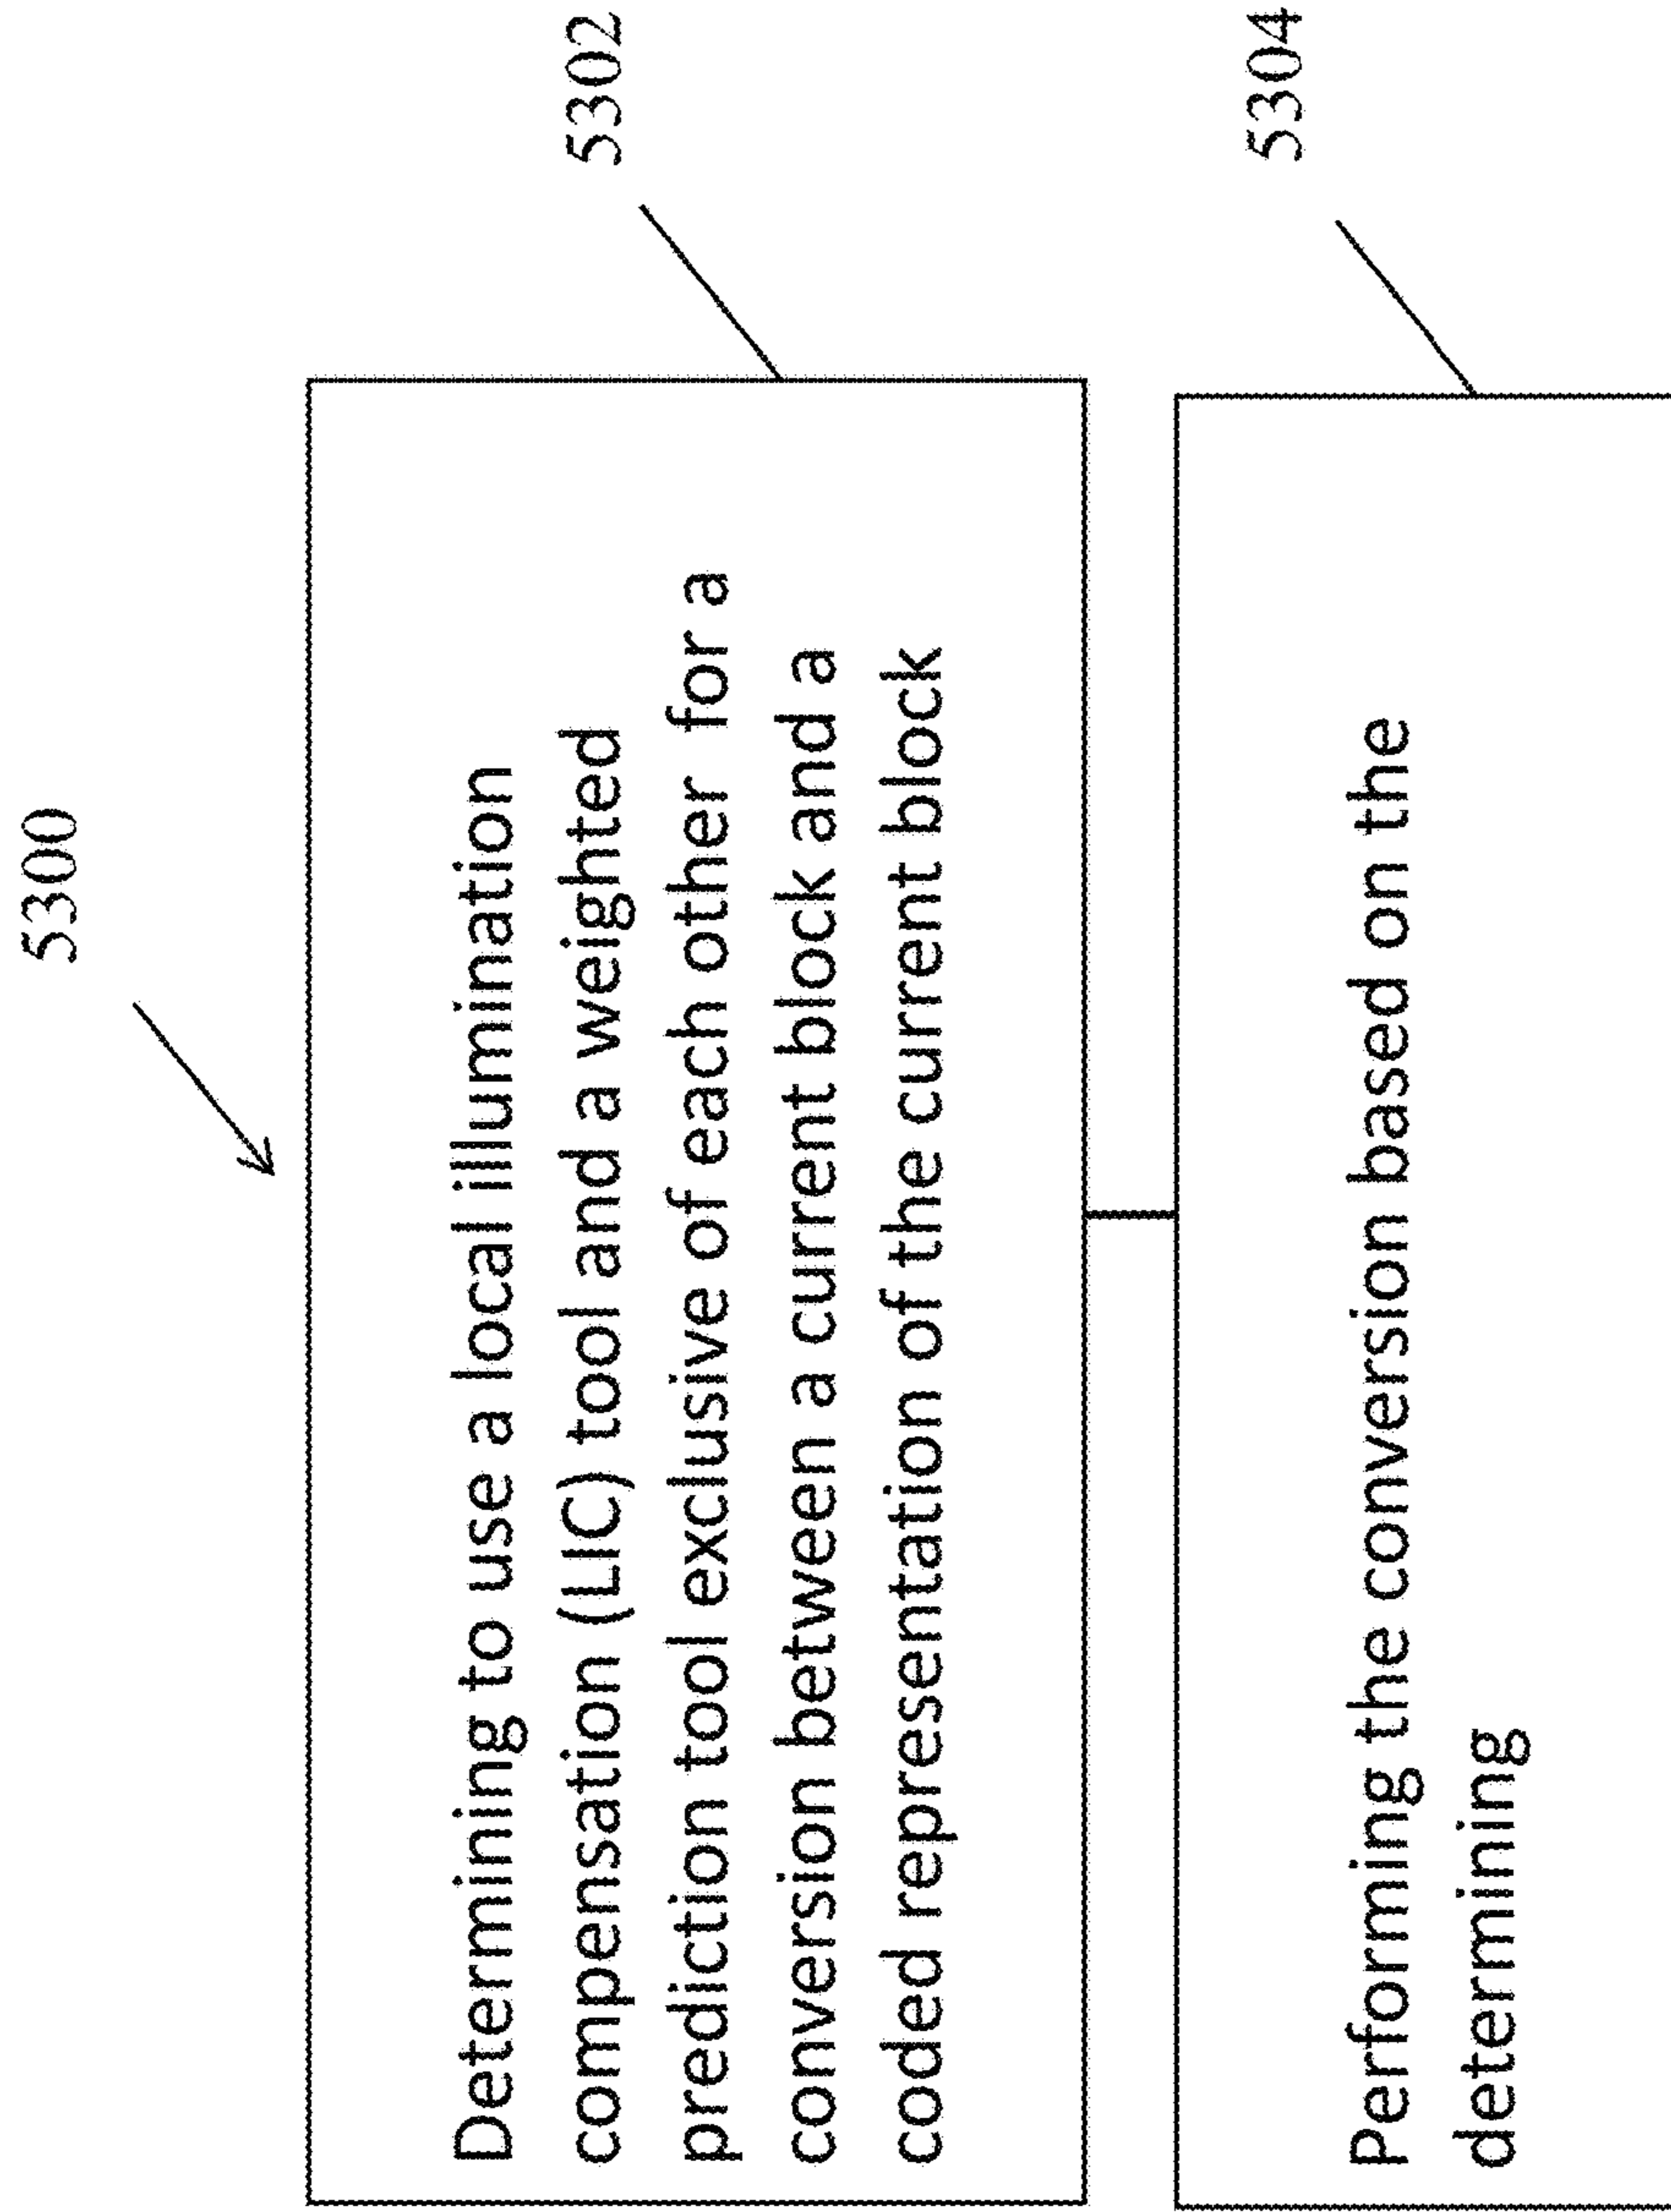 5300
Determining to use a local illumination
compensation (LIC) tool and a weighted
prediction tool exclusive of each other for a
conversion between a current block and a
coded representation of the current block
5302
Performing the conversion based on the
determining
5304